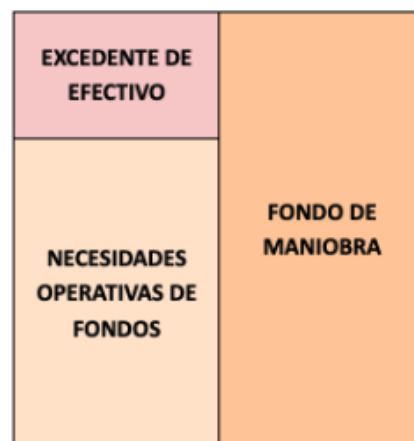 EXCEDENTE DE
EFECTIVO
NECESIDADES
OPERATIVAS DE
FONDOS
FONDO DE
MANIOBRA